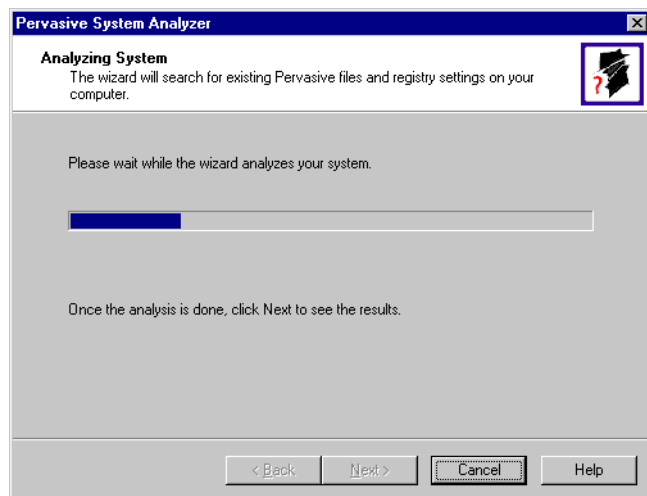 Pervasive System Analyzer
Analyzing System
The wizard will search for existing Pervasive files and registry settings on your
computer.
?
Please wait while the wizard analyzes your system.
Once the analysis is done, click Next to see the results.
< Back Next > Cancel Help